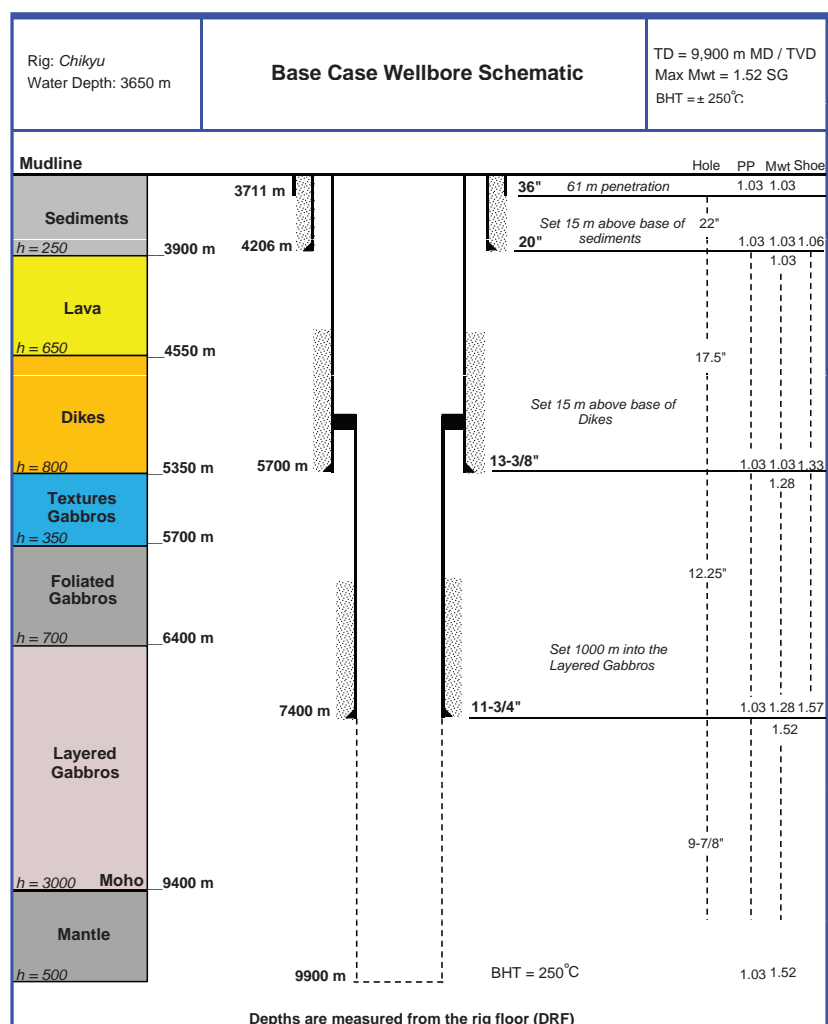 Rig: Chikyu
Water Depth: 3650 m
Base Case Wellbore Schematic
TD = 9,900 m MD / TVD
Max Mwt = 1.52 SG
BHT = ± 250°C
Mudline
Hole PP Mwt Shoe
3711 m
36" 61 m penetration 1.03 1.03
Sediments
Set 15 m above base of
sediments
22"
h = 250
3900 m
4206 m
20" 1.03 1.03 1.06
1.03
Lava
h = 650
4550 m
17.5"
Dikes
Set 15 m above base of
Dikes
h = 800
5350 m
5700 m
13-3/8" 1.03 1.03 1.33
1.28
Textures
Gabbros
h = 350
5700 m
Foliated
Gabbros
12.25"
h = 700
6400 m
Set 1000 m into the
Layered Gabbros
7400 m
11-3/4" 1.03 1.28 1.57
1.52
Layered
Gabbros
9-7/8"
h = 3000 Moho
9400 m
Mantle
h = 500
9900 m
BHT = 250°C
1.03 1.52
Depths are measured from the rig floor (DRF)